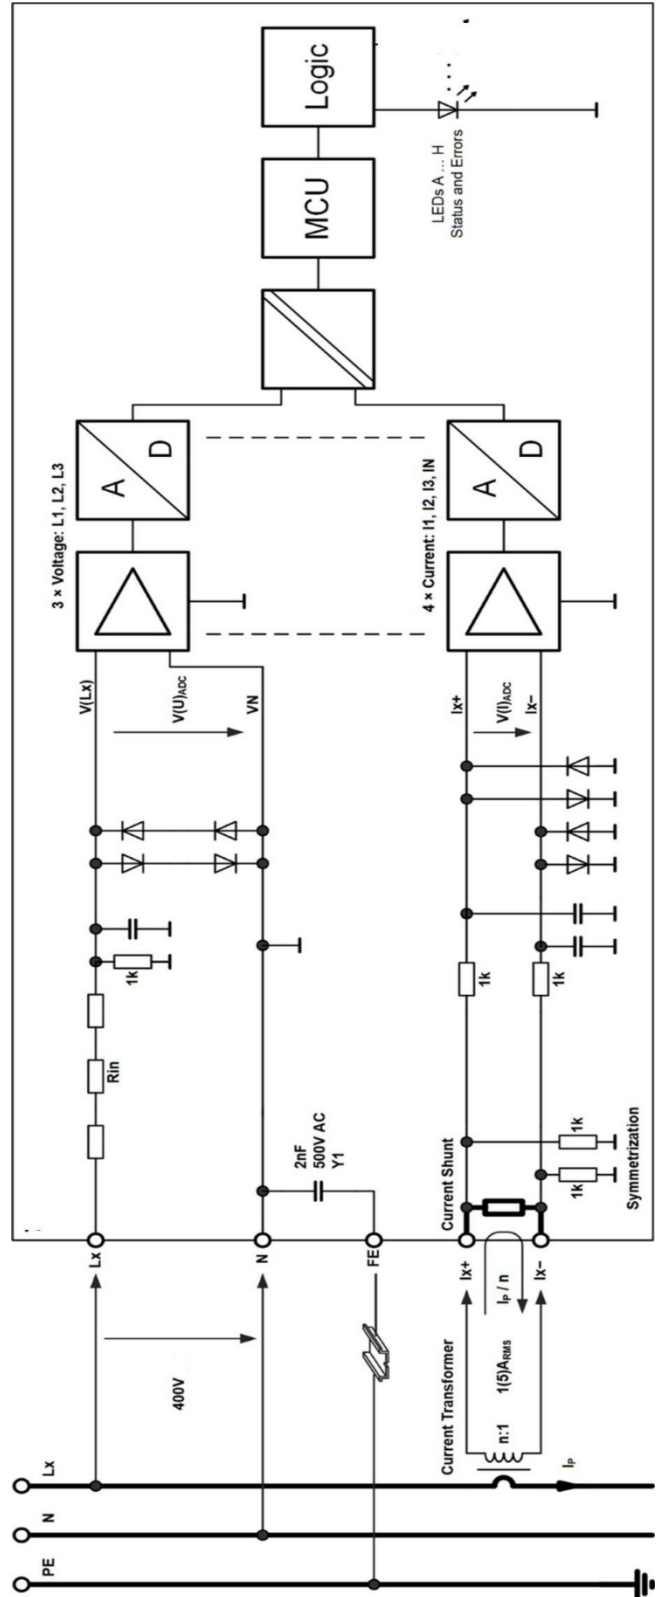 Logic
MCU
LEDs A ... H
Status and Errors
A
D
A
D
3 × Voltage: L1, L2, L3
4 × Current: I1, I2, I3, IN
V(Lx)
V(U)ADC
VN
Ix+
V(I)ADC
Ix–
1k
Rin
1k
1k
2nF
500V AC
Y1
Current Shunt
1k
1k
Symmetrization
Lx
N
FE
Ix+
Ix–
IP / n
400V
Current Transformer
n:1
1(5)ARMS
Lx
IP
N
PE